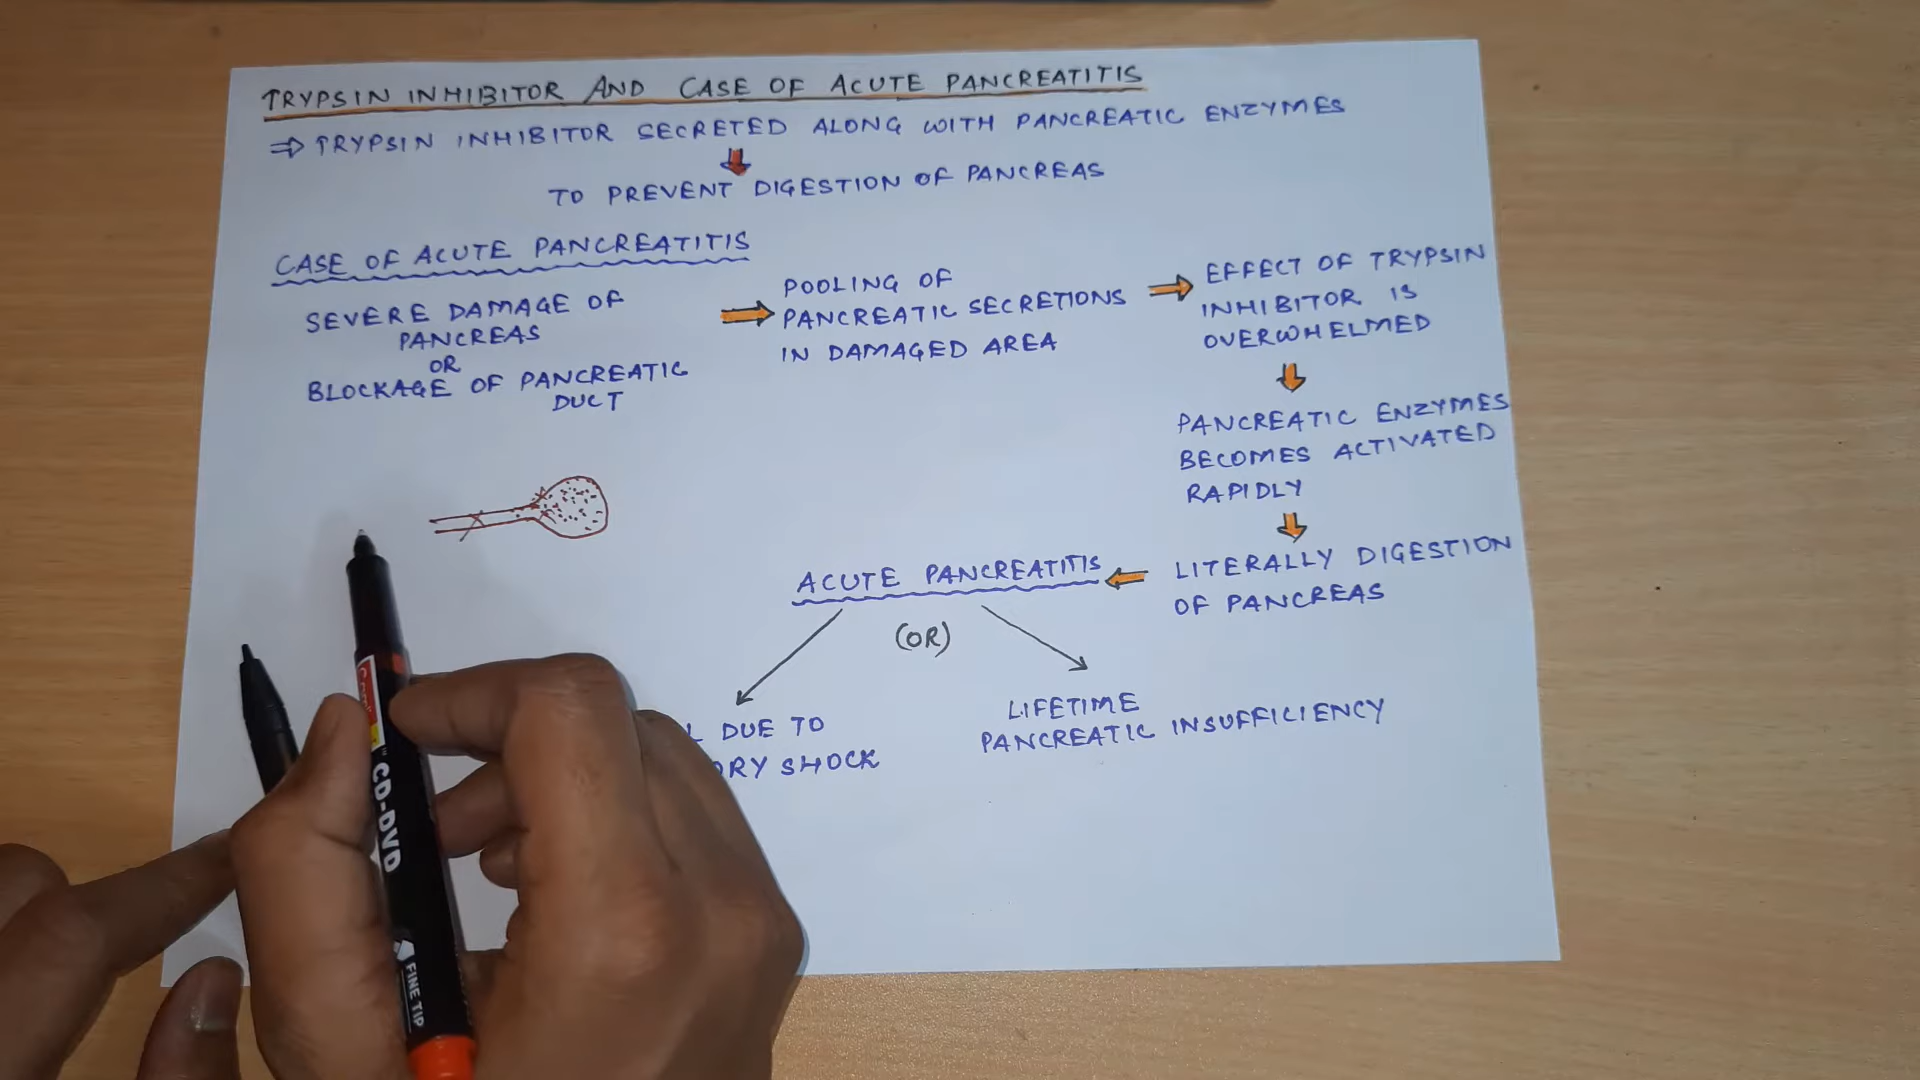 TRYPSIN INHIBITOR AND CASE OF ACUTE PANCREATITIS
⇒ TRYPSIN INHIBITOR SECRETED ALONG WITH PANCREATIC ENZYMES
TO PREVENT DIGESTION OF PANCREAS
CASE OF ACUTE PANCREATITIS
SEVERE DAMAGE OF
PANCREAS
OR
BLOCKAGE OF PANCREATIC
DUCT
POOLING OF
PANCREATIC SECRETIONS
IN DAMAGED AREA
EFFECT OF TRYPSIN
INHIBITOR IS
OVERWHELMED
PANCREATIC ENZYMES
BECOMES ACTIVATED
RAPIDLY
LITERALLY DIGESTION
OF PANCREAS
ACUTE PANCREATITIS
(OR)
L DUE TO
ORY SHOCK
LIFETIME
PANCREATIC INSUFFICIENCY
CD-DVD
FINE TIP